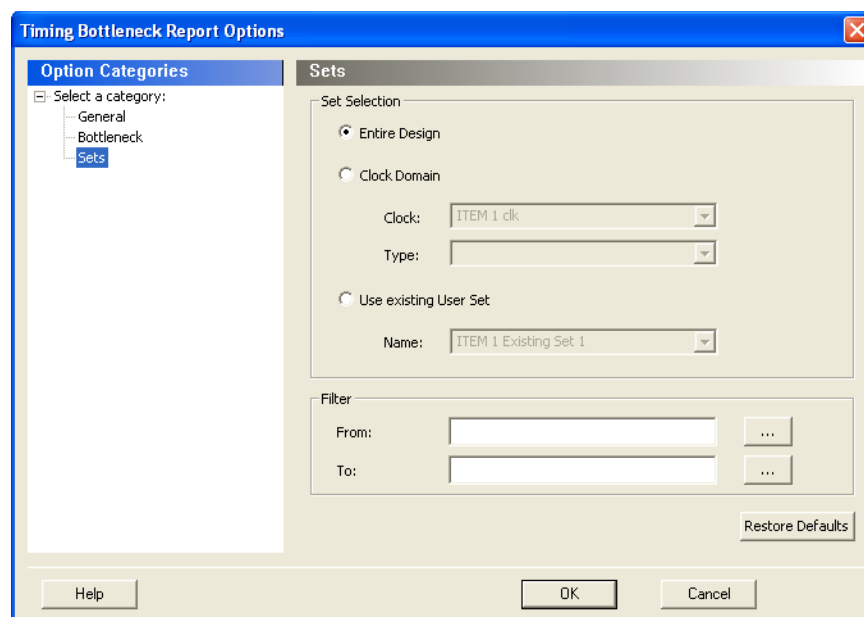 Timing Bottleneck Report Options
Option Categories
Select a category:
General
Bottleneck
Sets
Sets
Set Selection
Entire Design
Clock Domain
Clock: ITEM 1 clk
Type:
Use existing User Set
Name: ITEM 1 Existing Set 1
Filter
From: ...
To: ...
Restore Defaults
Help OK Cancel